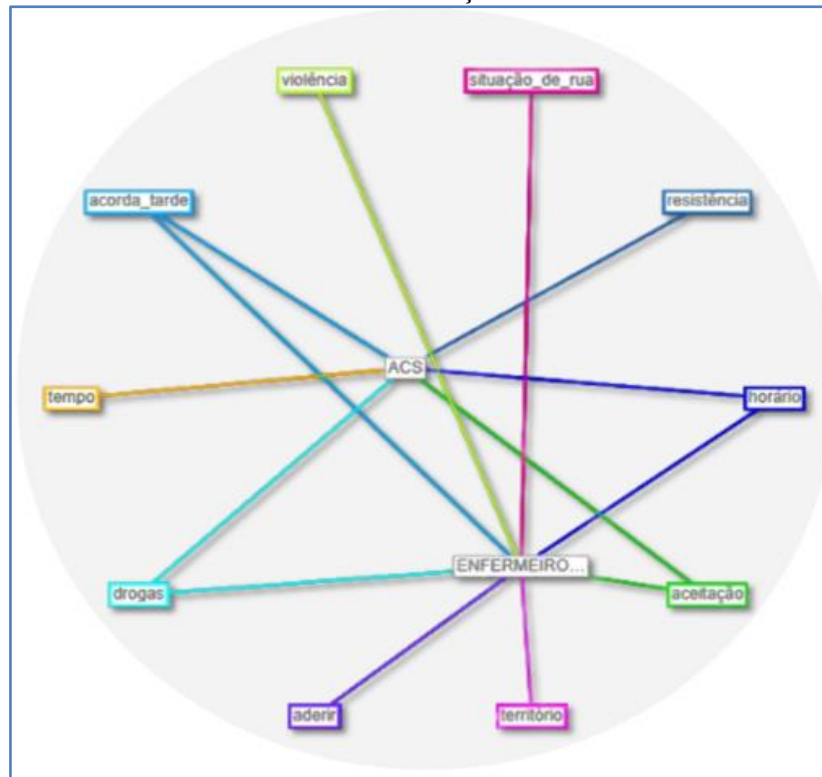 violência
situação_de_rua
acorda_tarde
resistência
ACS
tempo
horário
ENFERMEIRO...
drogas
aceitação
aderir
território